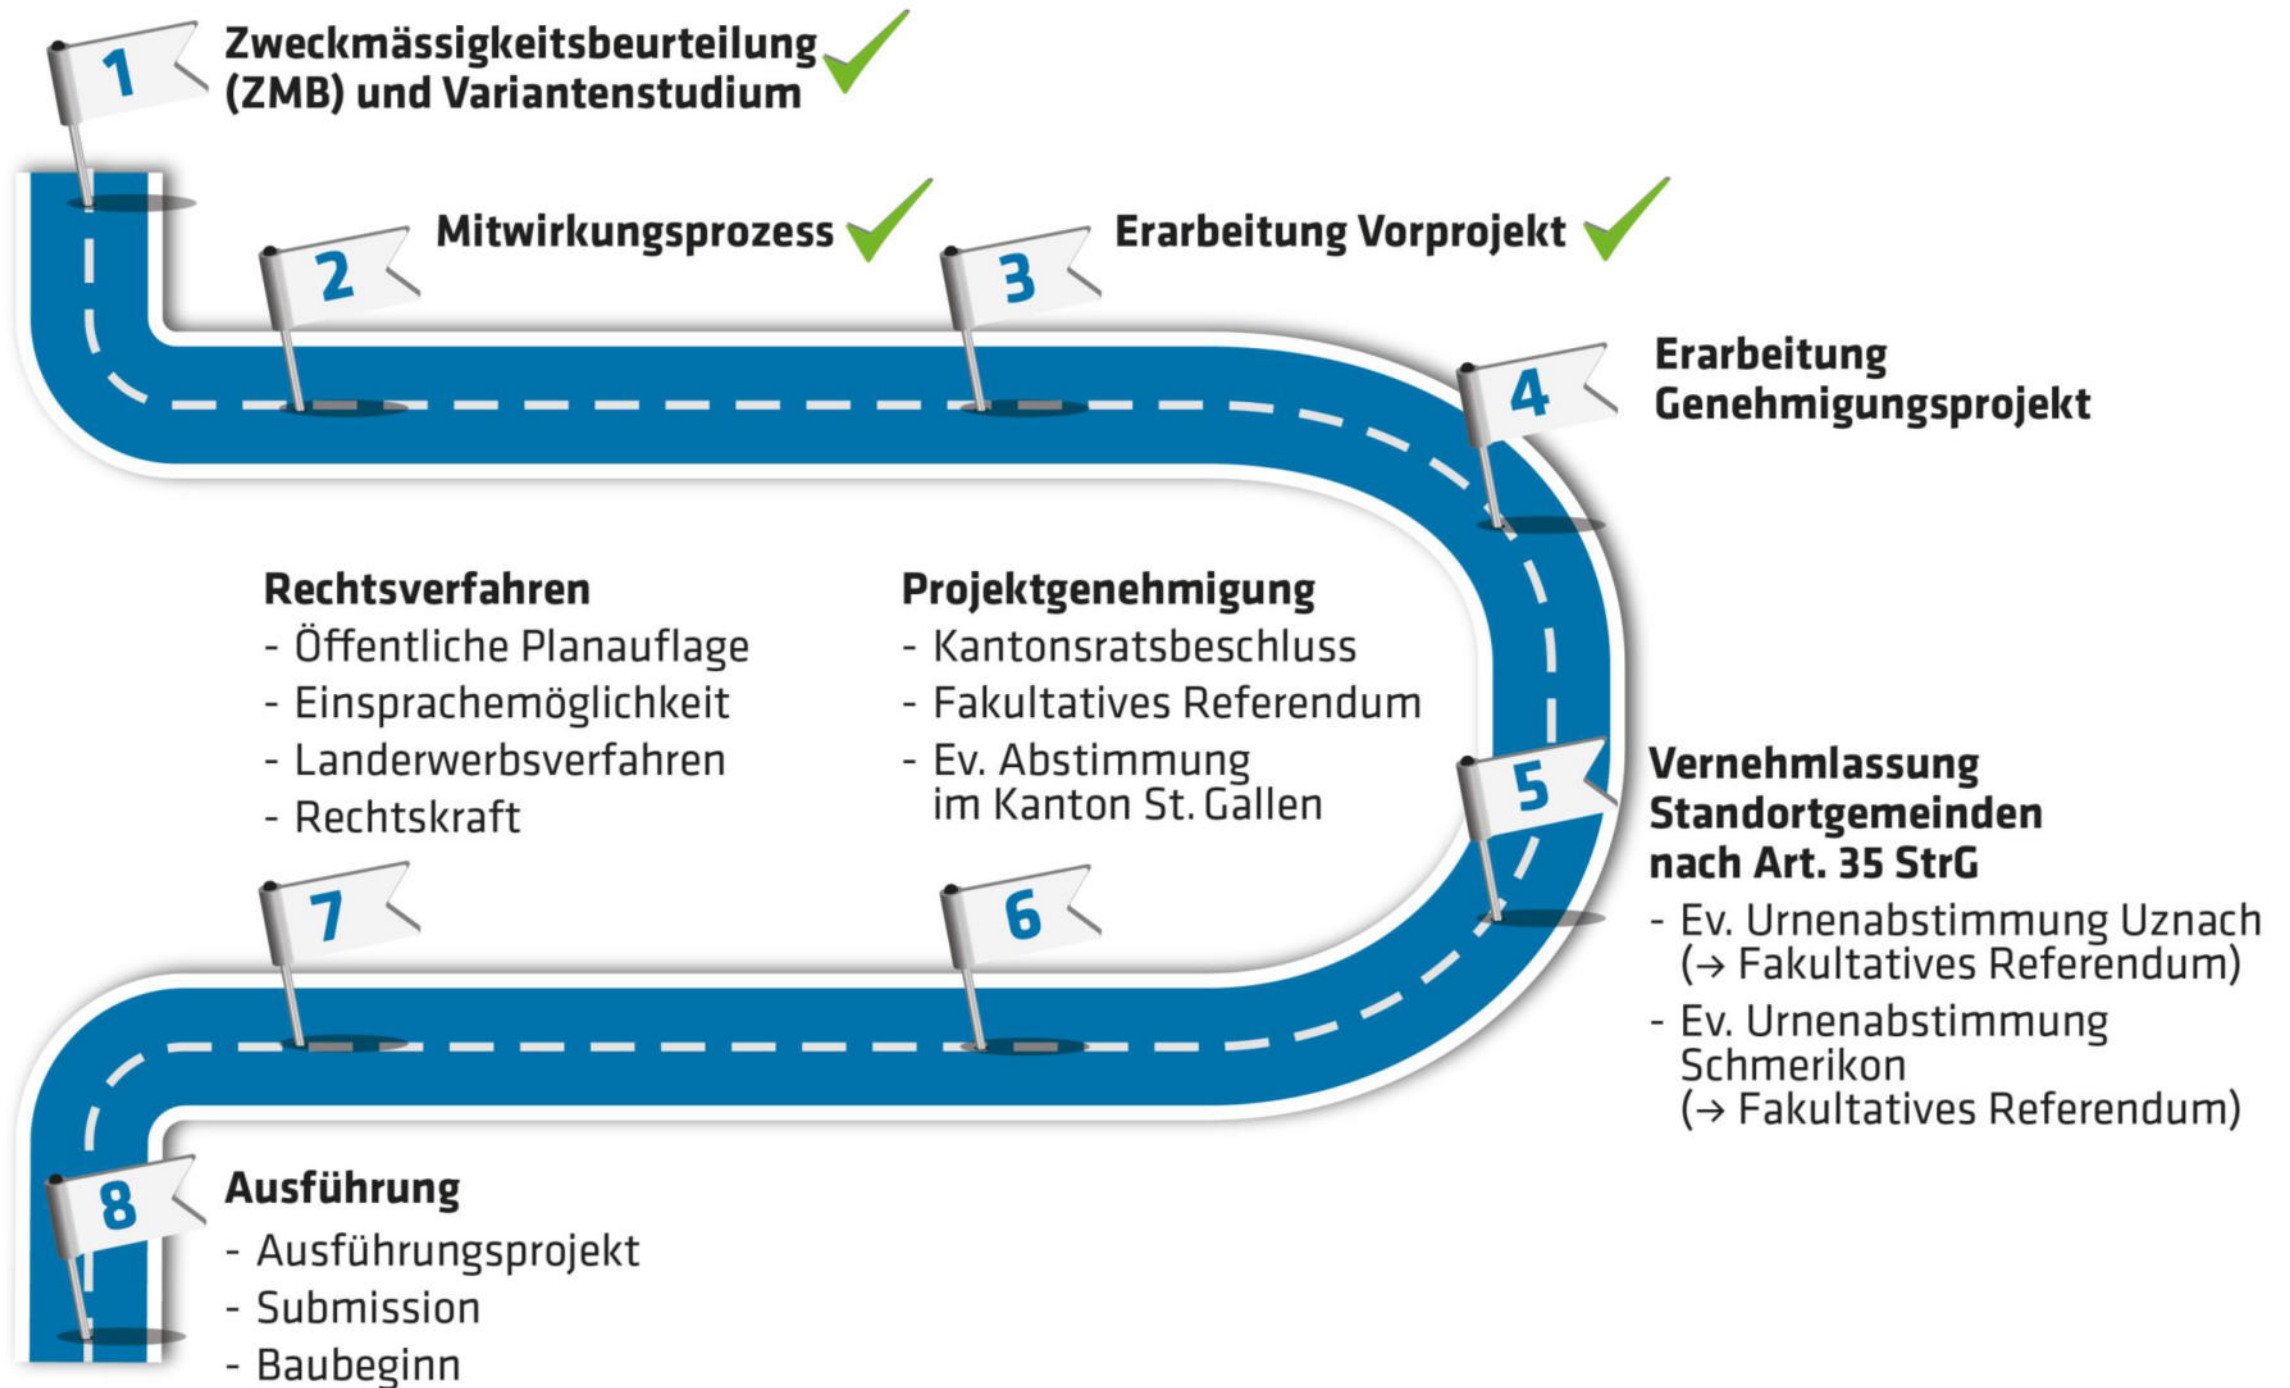 1
Zweckmässigkeitsbeurteilung
(ZMB) und Variantenstudium
2
Mitwirkungsprozess
3
Erarbeitung Vorprojekt
4
Erarbeitung
Genehmigungsprojekt
5
Vernehmlassung
Standortgemeinden
nach Art. 35 StrG
- Ev. Urnenabstimmung Uznach
(→ Fakultatives Referendum)
- Ev. Urnenabstimmung
Schmerikon
(→ Fakultatives Referendum)
6
Projektgenehmigung
- Kantonsratsbeschluss
- Fakultatives Referendum
- Ev. Abstimmung
im Kanton St. Gallen
7
Rechtsverfahren
- Öffentliche Planauflage
- Einsprachemöglichkeit
- Landerwerbsverfahren
- Rechtskraft
8
Ausführung
- Ausführungsprojekt
- Submission
- Baubeginn